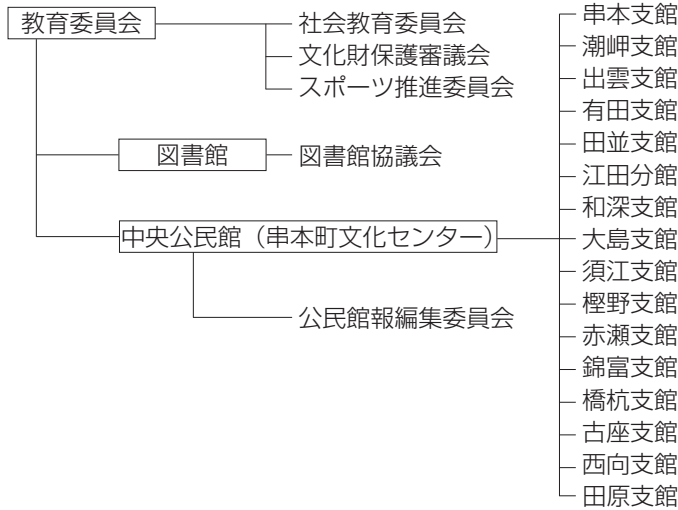 教育委員会
社会教育委員会
文化財保護審議会
スポーツ推進委員会
図書館
図書館協議会
中央公民館（串本町文化センター）
公民館報編集委員会
串本支館
潮岬支館
出雲支館
有田支館
田並支館
江田分館
和深支館
大島支館
須江支館
樫野支館
赤瀬支館
錦富支館
橋杭支館
古座支館
西向支館
田原支館